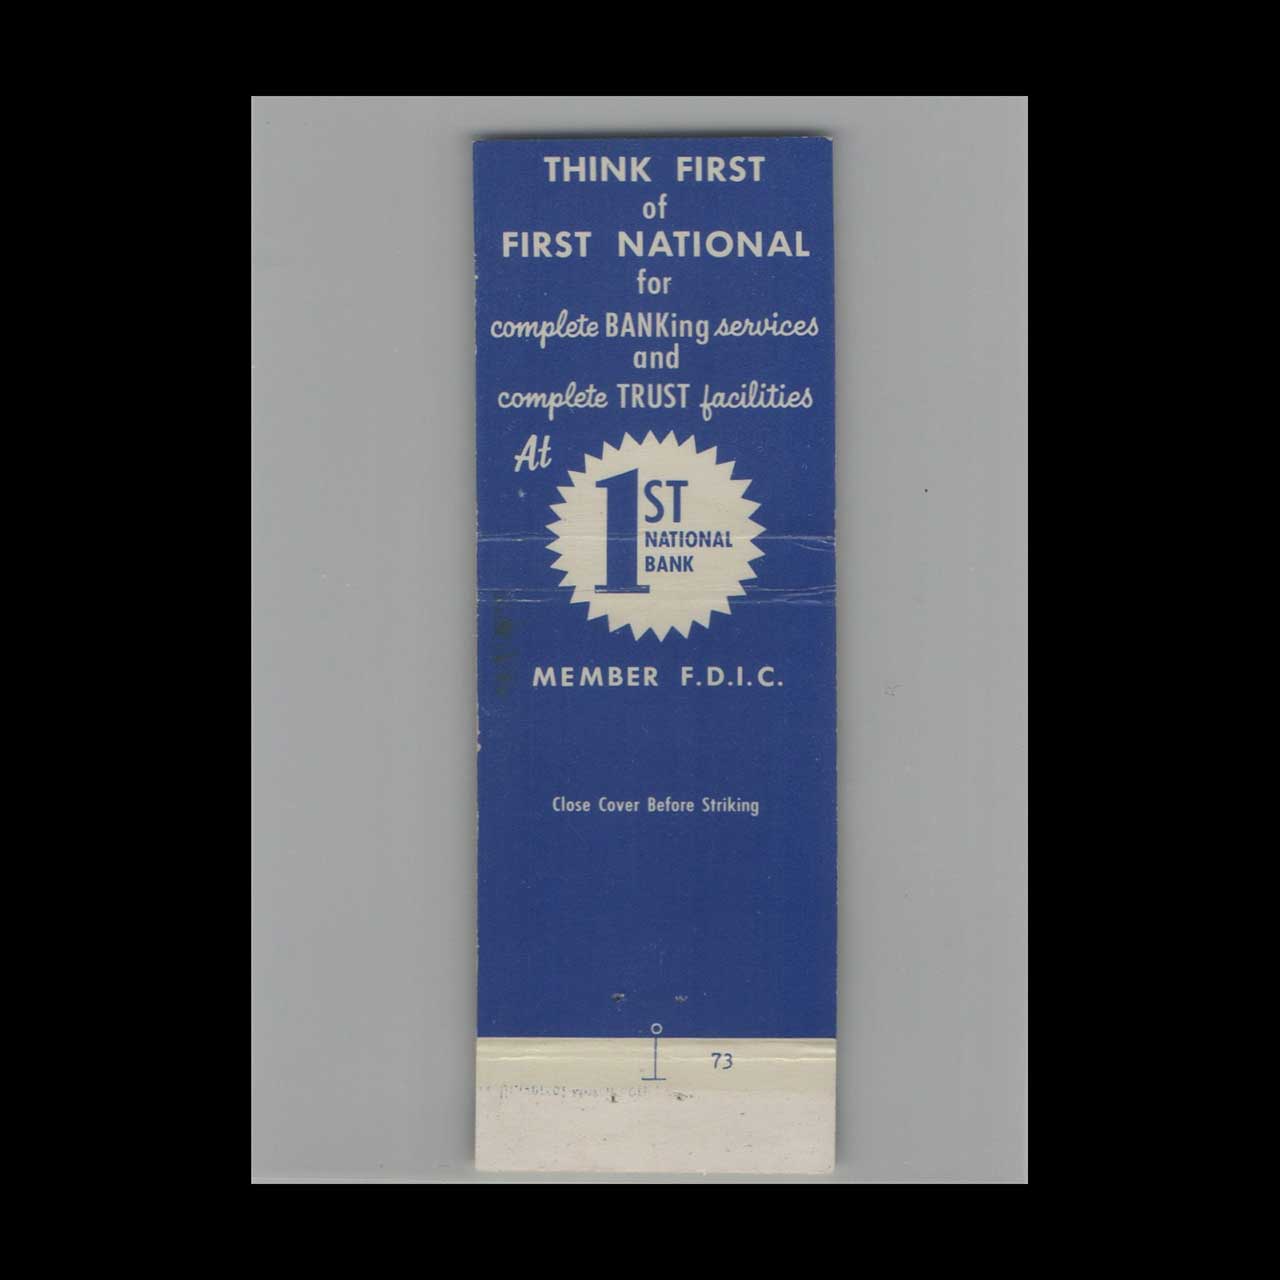 THINK FIRST
of
FIRST NATIONAL
for
complete BANKing services
and
complete TRUST facilities
At
1ST
NATIONAL
BANK
MEMBER F.D.I.C.
Close Cover Before Striking
73